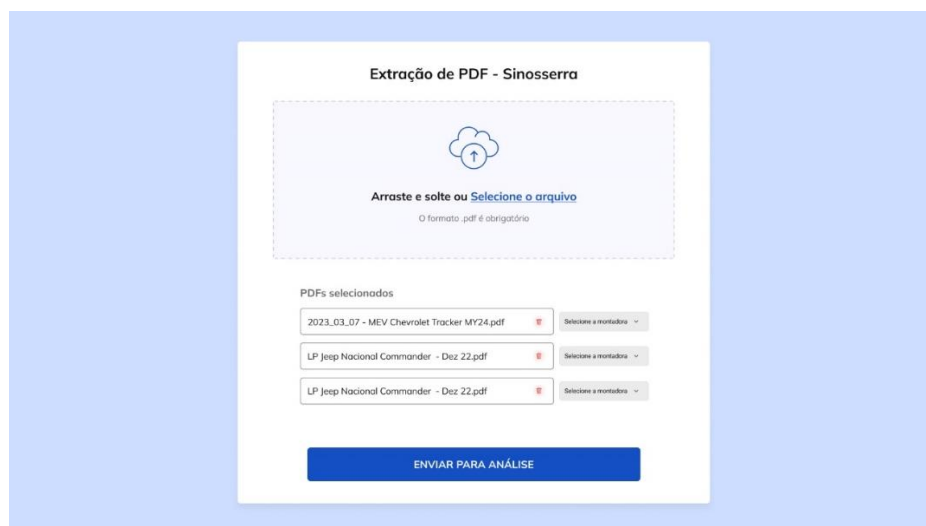 Extração de PDF - Sinosserra
Arraste e solte ou Selecione o arquivo
O formato .pdf é obrigatório
PDFs selecionados
2023_03_07 - MEV Chevrolet Tracker MY24.pdf Selecione a montadora
LP Jeep Nacional Commander - Dez 22.pdf Selecione a montadora
LP Jeep Nacional Commander - Dez 22.pdf Selecione a montadora
ENVIAR PARA ANÁLISE